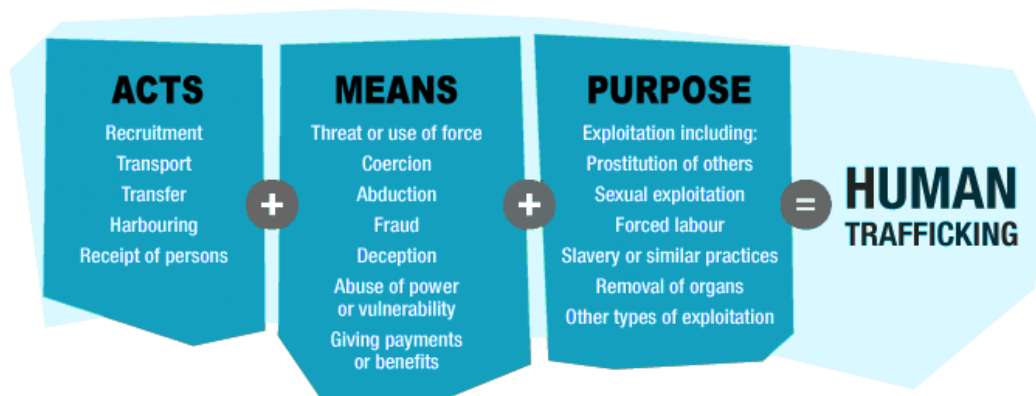 ACTS
Recruitment
Transport
Transfer
Harbouring
Receipt of persons
+
MEANS
Threat or use of force
Coercion
Abduction
Fraud
Deception
Abuse of power
or vulnerability
Giving payments
or benefits
+
PURPOSE
Exploitation including:
Prostitution of others
Sexual exploitation
Forced labour
Slavery or similar practices
Removal of organs
Other types of exploitation
=
HUMAN
TRAFFICKING